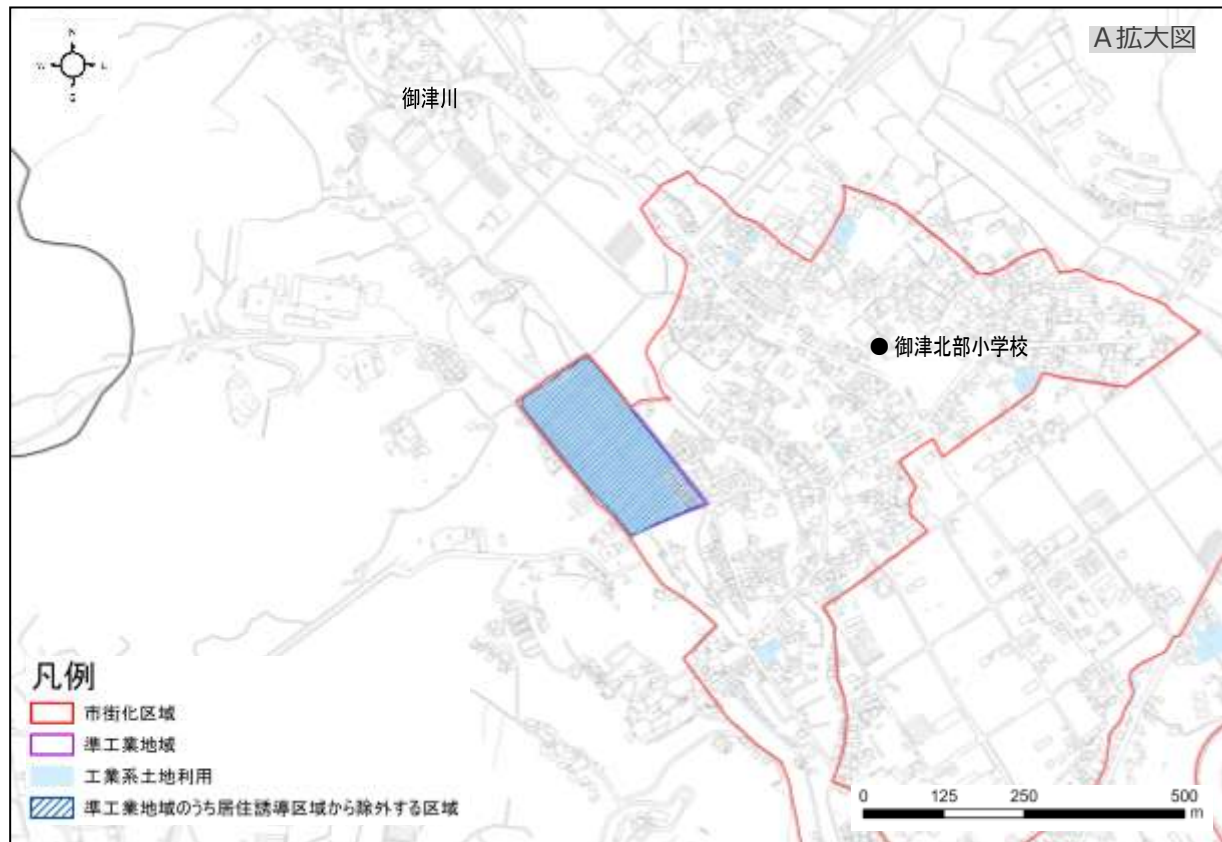 A拡大図
N
御津川
御津北部小学校
凡例
市街化区域
準工業地域
工業系土地利用
準工業地域のうち居住誘導区域から除外する区域
0 125 250 500
m